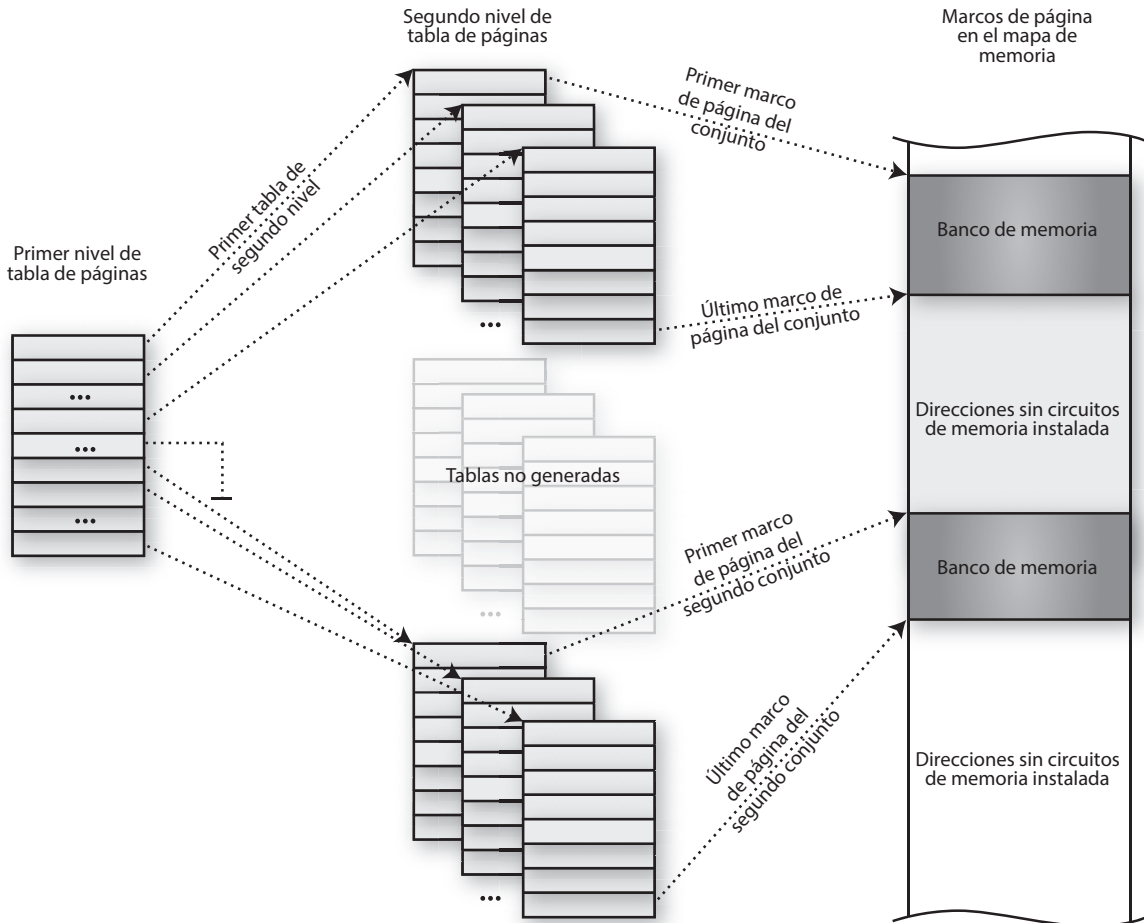 Segundo nivel de
tabla de páginas
Marcos de página
en el mapa de
memoria
Primer nivel de
tabla de páginas
Primer tabla de
segundo nivel
Primer marco
de página del
conjunto
Banco de memoria
Último marco de
página del conjunto
...
...
...
...
Direcciones sin circuitos
de memoria instalada
Tablas no generadas
...
Primer marco
de página del
segundo conjunto
Banco de memoria
Último marco
de página del
segundo conjunto
Direcciones sin circuitos
de memoria instalada
...